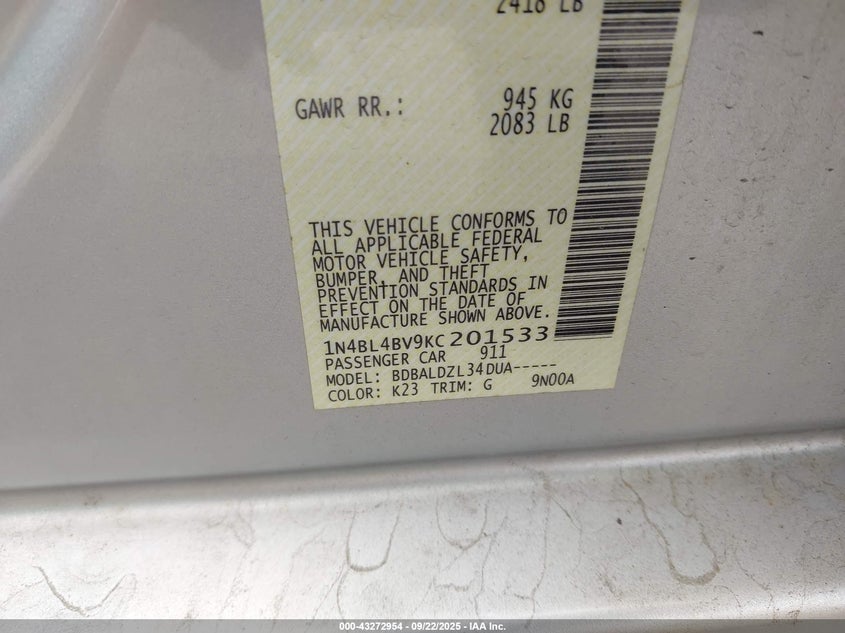 2418 LB
GAWR RR.: 945 KG
2083 LB
THIS VEHICLE CONFORMS TO
ALL APPLICABLE FEDERAL
MOTOR VEHICLE SAFETY,
BUMPER, AND THEFT
PREVENTION STANDARDS IN
EFFECT ON THE DATE OF
MANUFACTURE SHOWN ABOVE.
1N4BL4BV9KC201533
PASSENGER CAR 911
MODEL: BDBALDZL34DUA-----
COLOR: K23 TRIM: G 9N00A
000-43272954 - 09/22/2025 - IAA Inc.